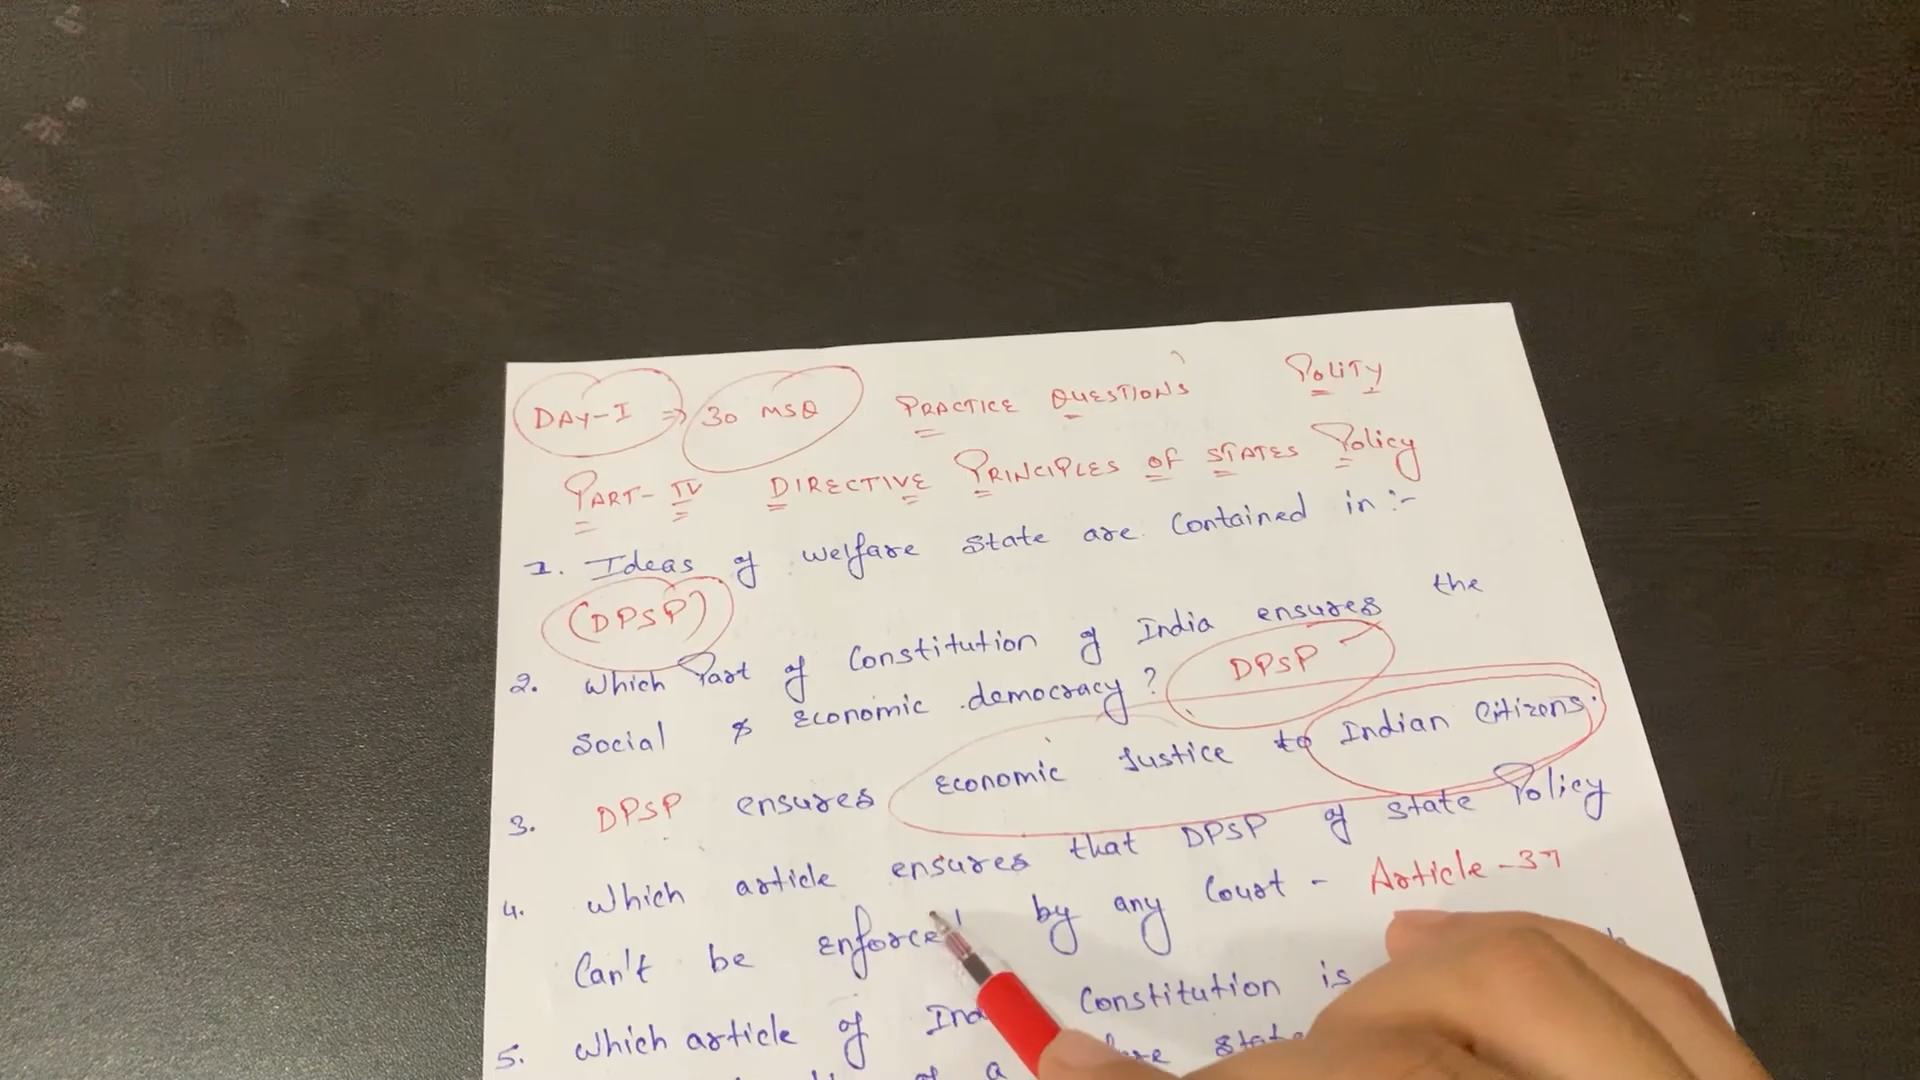 DAY-I => 30 MSQ PRACTICE QUESTIONS POLITY
PART-IV DIRECTIVE PRINCIPLES OF STATES Policy
1. Ideas of welfare state are Contained in :-
(DPSP)
2. Which Part of Constitution of India ensures the
Social & Economic democracy? DPSP
3. DPSP ensures Economic Justice to Indian Citizens.
4. Which article ensures that DPSP of state Policy
Can't be enforced by any Court - Article-37
5. Which article of Constitution is
of a state